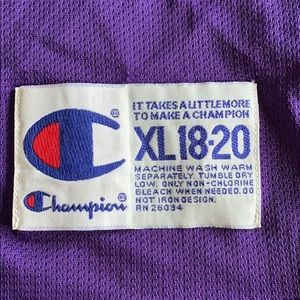 IT TAKES A LITTLE MORE
TO MAKE A CHAMPION
®
XL 18-20
MACHINE WASH WARM
SEPARATELY. TUMBLE DRY
LOW. ONLY NON-CHLORINE
BLEACH WHEN NEEDED. DO
NOT IRON DESIGN.
RN 26094
Champion®